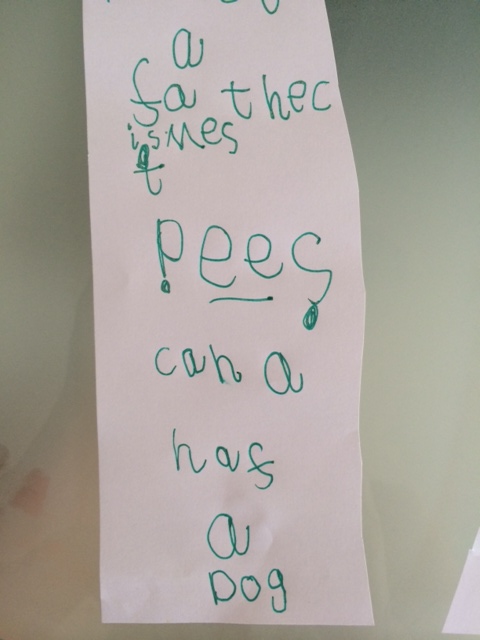 a
fa thec
ismes
t
Pees
can a
haf
a
Dog